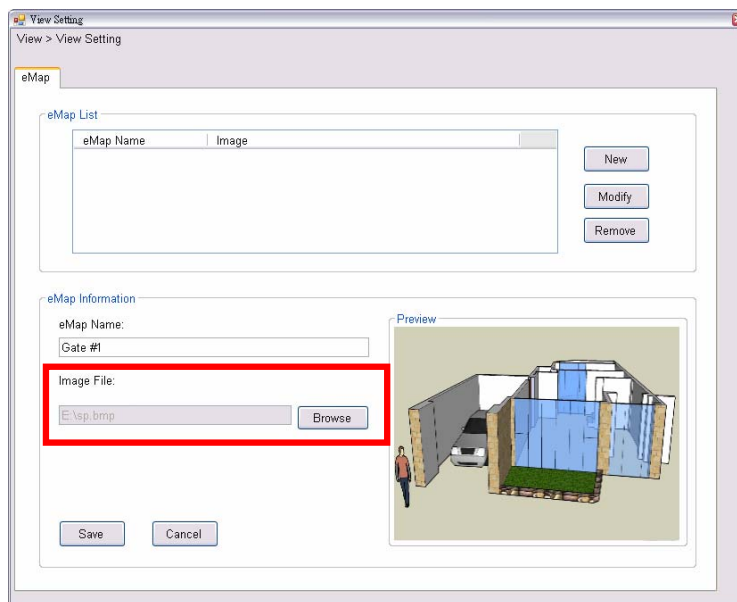 View Setting
View > View Setting
eMap
eMap List
eMap Name Image
New
Modify
Remove
eMap Information
eMap Name:
Gate #1
Image File:
E:\sp.bmp
Browse
Preview
Save
Cancel